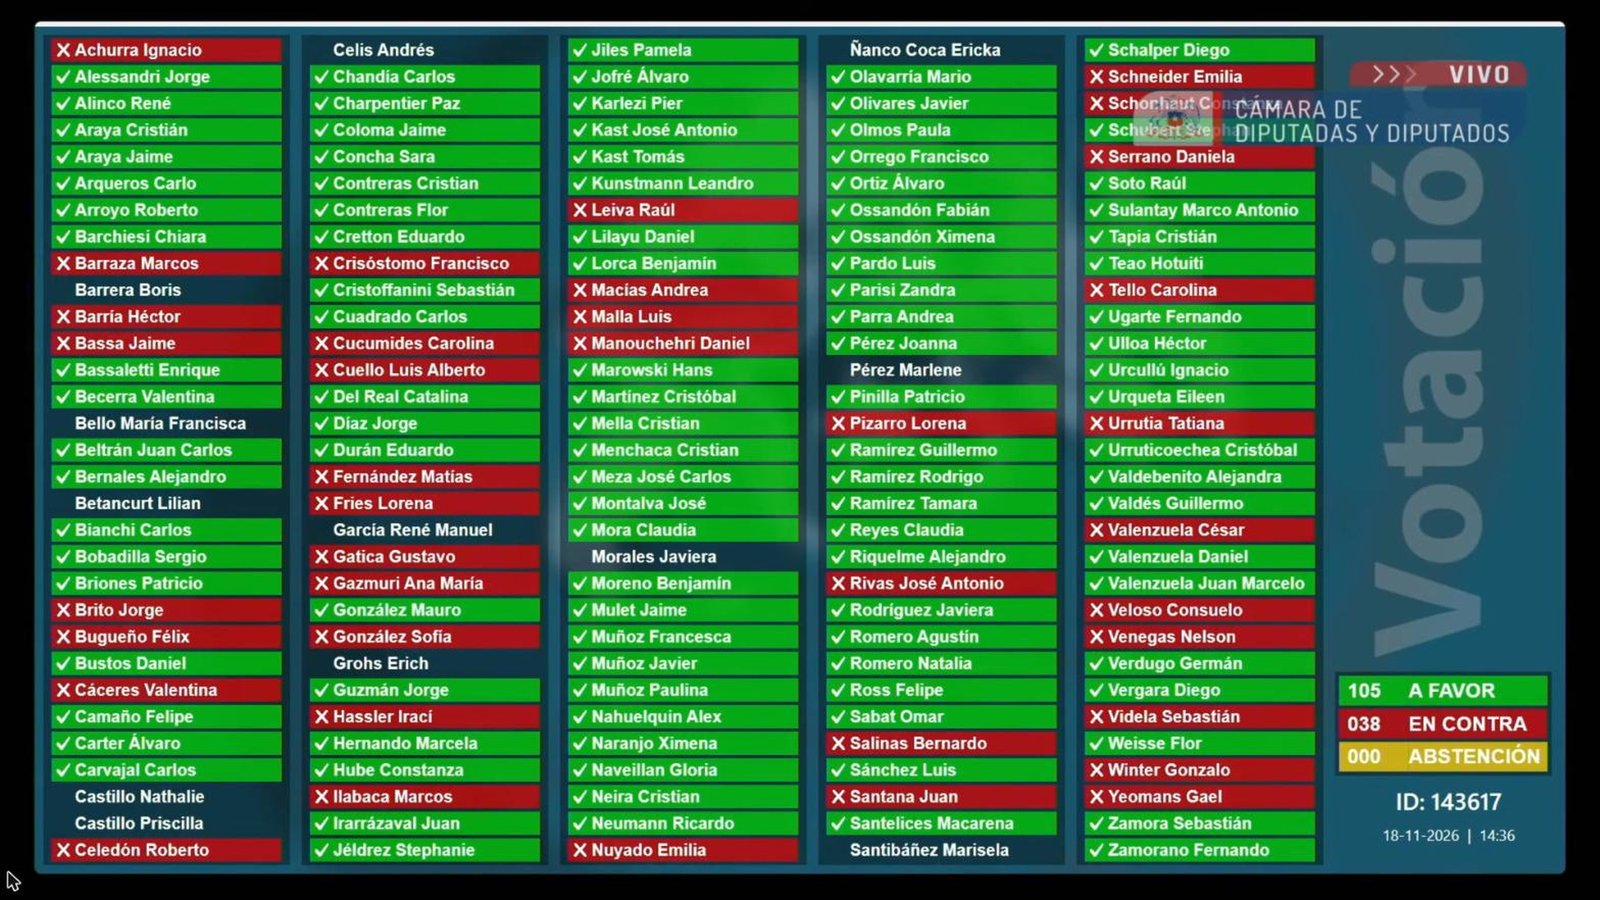 Achurra Ignacio
Alessandri Jorge
Alinco René
Araya Cristián
Araya Jaime
Arqueros Carlo
Arroyo Roberto
Barchiesi Chiara
Barraza Marcos
Barrera Boris
Barría Héctor
Bassa Jaime
Bassaletti Enrique
Becerra Valentina
Bello María Francisca
Beltrán Juan Carlos
Bernales Alejandro
Betancurt Lilian
Bianchi Carlos
Bobadilla Sergio
Briones Patricio
Brito Jorge
Bugueño Félix
Bustos Daniel
Cáceres Valentina
Camaño Felipe
Carter Álvaro
Carvajal Carlos
Castillo Nathalie
Castillo Priscilla
Celedón Roberto
Celis Andrés
Chandía Carlos
Charpentier Paz
Coloma Jaime
Concha Sara
Contreras Cristian
Contreras Flor
Cretton Eduardo
Crisóstomo Francisco
Cristoffanini Sebastián
Cuadrado Carlos
Cucumides Carolina
Cuello Luis Alberto
Del Real Catalina
Díaz Jorge
Durán Eduardo
Fernández Matías
Fries Lorena
García René Manuel
Gatica Gustavo
Gazmuri Ana María
González Mauro
González Sofía
Grohs Erich
Guzmán Jorge
Hassler Iracί
Hernando Marcela
Hube Constanza
Ilabaca Marcos
Irarrázaval Juan
Jéldrez Stephanie
Jiles Pamela
Jofré Álvaro
Karlezi Pier
Kast José Antonio
Kast Tomás
Kunstmann Leandro
Leiva Raúl
Lilayu Daniel
Lorca Benjamín
Macías Andrea
Malla Luis
Manouchehri Daniel
Marowski Hans
Martínez Cristóbal
Mella Cristian
Menchaca Cristian
Meza José Carlos
Montalva José
Mora Claudia
Morales Javiera
Moreno Benjamín
Mulet Jaime
Muñoz Francesca
Muñoz Javier
Muñoz Paulina
Nahuelquin Alex
Naranjo Ximena
Naveillan Gloria
Neira Cristian
Neumann Ricardo
Nuyado Emilia
Ñanco Coca Ericka
Olavarría Mario
Olivares Javier
Olmos Paula
Orrego Francisco
Ortiz Álvaro
Ossandón Fabián
Ossandón Ximena
Pardo Luis
Parisi Zandra
Parra Andrea
Pérez Joanna
Pérez Marlene
Pinilla Patricio
Pizarro Lorena
Ramírez Guillermo
Ramírez Rodrigo
Ramírez Tamara
Reyes Claudia
Riquelme Alejandro
Rivas José Antonio
Rodríguez Javiera
Romero Agustín
Romero Natalia
Ross Felipe
Sabat Omar
Salinas Bernardo
Sánchez Luis
Santana Juan
Santelices Macarena
Santibáñez Marisela
Schalper Diego
Schneider Emilia
Schonhaut Constanza
Schubert Stephan
Serrano Daniela
Soto Raúl
Sulantay Marco Antonio
Tapia Cristián
Teao Hotuiti
Tello Carolina
Ugarte Fernando
Ulloa Héctor
Urcullú Ignacio
Urqueta Eileen
Urrutia Tatiana
Urruticoechea Cristóbal
Valdebenito Alejandra
Valdés Guillermo
Valenzuela César
Valenzuela Daniel
Valenzuela Juan Marcelo
Veloso Consuelo
Venegas Nelson
Verdugo Germán
Vergara Diego
Videla Sebastián
Weisse Flor
Winter Gonzalo
Yeomans Gael
Zamora Sebastián
Zamorano Fernando
>>> VIVO
CÁMARA DE
DIPUTADAS Y DIPUTADOS
Votación
105 A FAVOR
038 EN CONTRA
000 ABSTENCIÓN
ID: 143617
18-11-2026 | 14:36